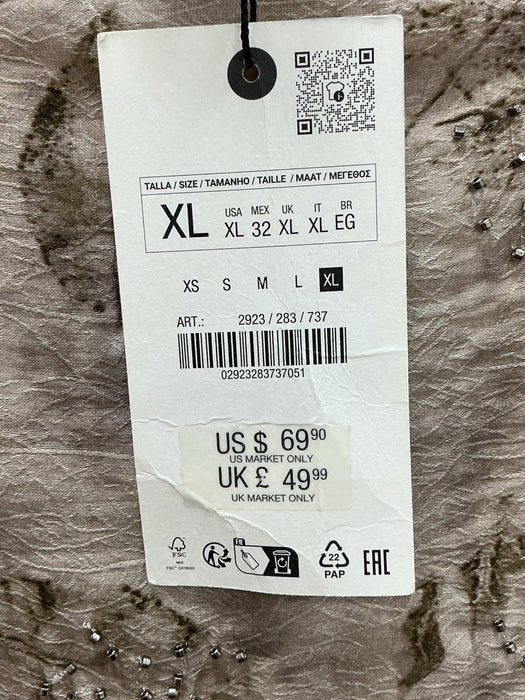 TALLA / SIZE / TAMANHO / TAILLE / MAAT / ΜΕΓΕΘΟΣ
XL
USA MEX UK IT BR
XL 32 XL XL EG
XS S M L XL
ART.: 2923 / 283 / 737
02923283737051
US $ 69 90
US MARKET ONLY
UK £ 49 99
UK MARKET ONLY
FSC
MIX
FR
22
PAP
EAC